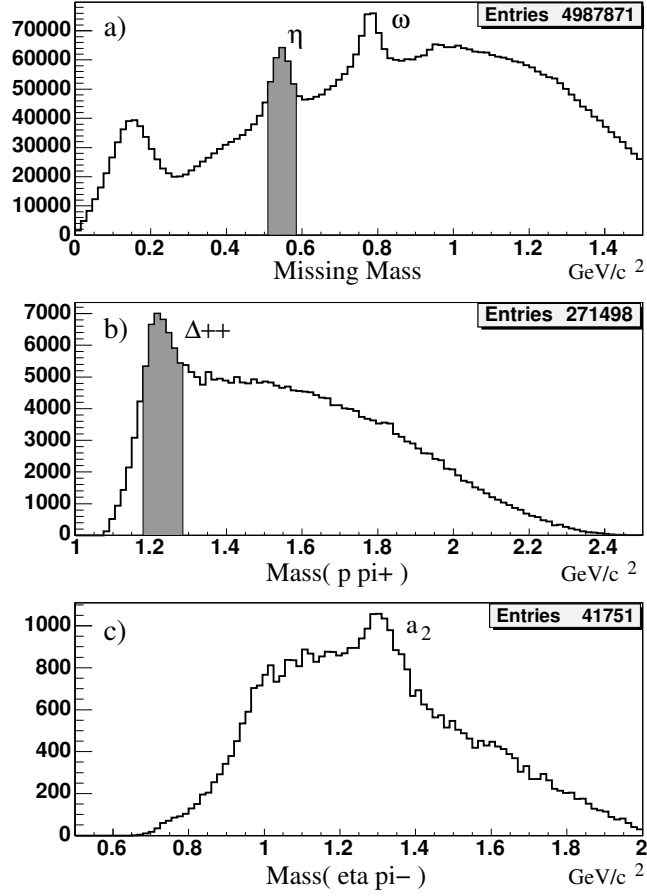 a)
η
ω
Entries 4987871
70000
60000
50000
40000
30000
20000
10000
0
0 0.2 0.4 0.6 0.8 1 1.2 1.4
Missing Mass
GeV/c 2
b)
Δ++
Entries 271498
7000
6000
5000
4000
3000
2000
1000
0
1 1.2 1.4 1.6 1.8 2 2.2 2.4
Mass( p pi+ )
GeV/c 2
c)
a2
Entries 41751
1000
800
600
400
200
0
0.6 0.8 1 1.2 1.4 1.6 1.8 2
Mass( eta pi− )
GeV/c 2